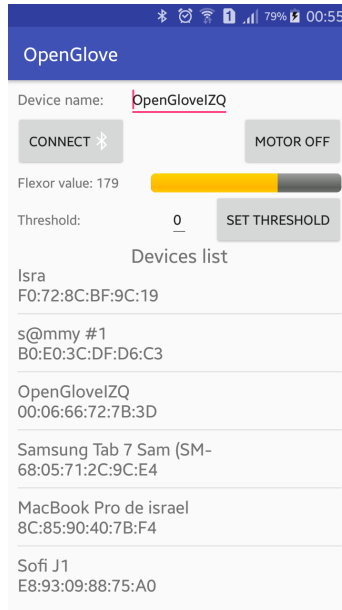 1 79% 00:55
OpenGlove
Device name: OpenGloveIZQ
CONNECT MOTOR OFF
Flexor value: 179
Threshold: 0 SET THRESHOLD
Devices list
Isra
F0:72:8C:BF:9C:19
s@mmy #1
B0:E0:3C:DF:D6:C3
OpenGloveIZQ
00:06:66:72:7B:3D
Samsung Tab 7 Sam (SM-
68:05:71:2C:9C:E4
MacBook Pro de israel
8C:85:90:40:7B:F4
Sofi J1
E8:93:09:88:75:A0